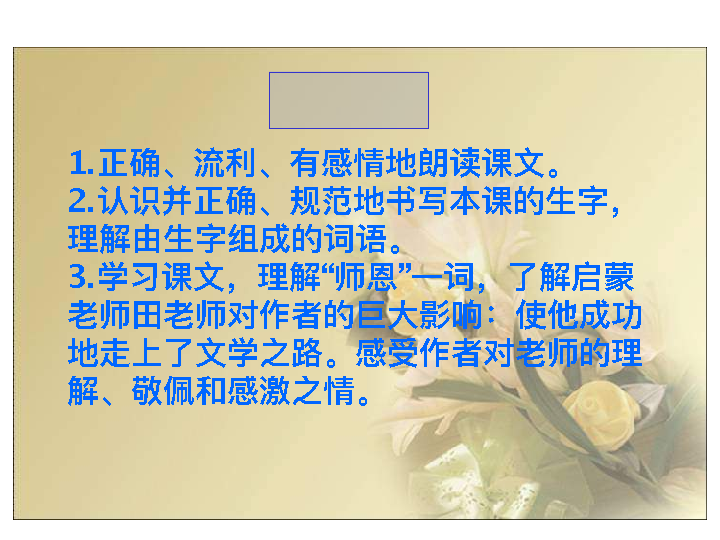 1.正确、流利、有感情地朗读课文。
2.认识并正确、规范地书写本课的生字，
理解由生字组成的词语。
3.学习课文，理解“师恩”一词，了解启蒙
老师田老师对作者的巨大影响：使他成功
地走上了文学之路。感受作者对老师的理
解、敬佩和感激之情。